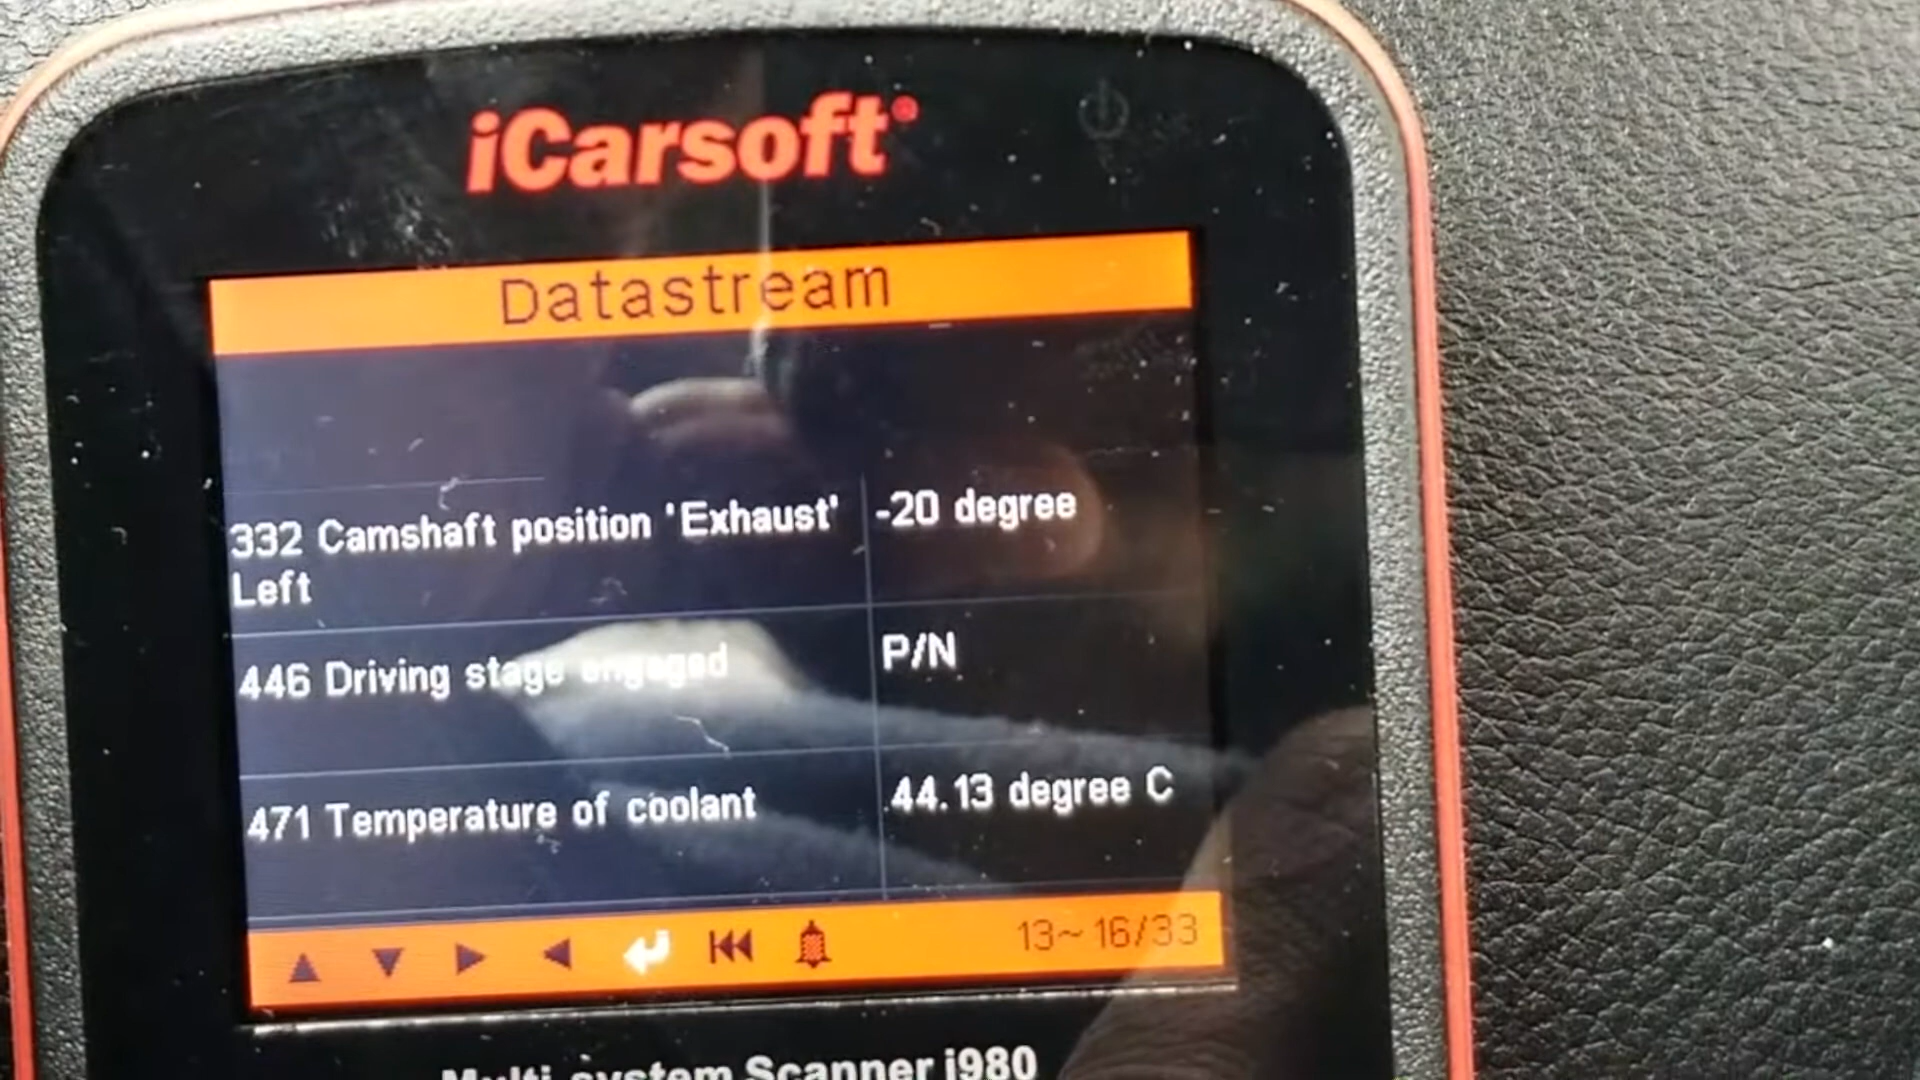 iCarsoft®
Datastream
332 Camshaft position 'Exhaust' -20 degree
Left
446 Driving stage engaged P/N
471 Temperature of coolant 44.13 degree C
13~16/33
Multi-system Scanner i980